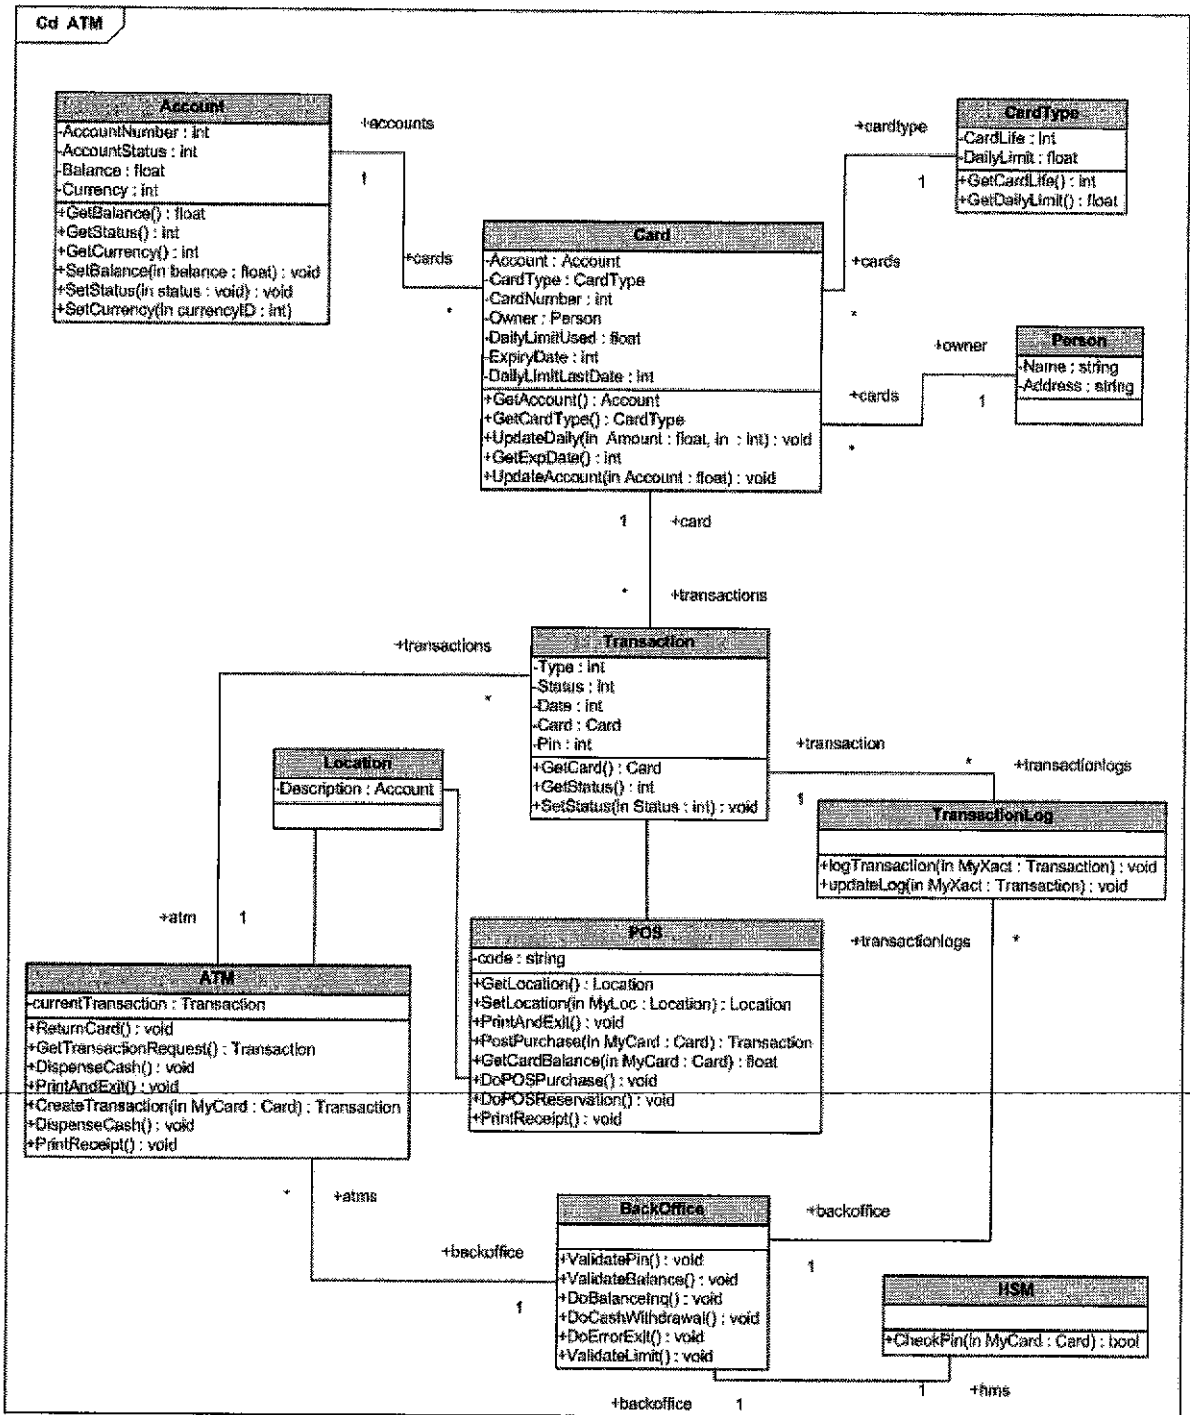 Cd ATM
Account
-AccountNumber : int
-AccountStatus : int
-Balance : float
-Currency : int
+GetBalance() : float
+GetStatus() : int
+GetCurrency() : int
+SetBalance(in balance : float) : void
+SetStatus(in status : void) : void
+SetCurrency(in currencyID : int)
+accounts
1
+cards
*
+cardtype
1
CardType
-CardLife : int
-DailyLimit : float
+GetCardLife() : int
+GetDailyLimit() : float
Card
-Account : Account
-CardType : CardType
-CardNumber : int
-Owner : Person
-DailyLimitUsed : float
-ExpiryDate : int
-DailyLimitLastDate : int
+GetAccount() : Account
+GetCardType() : CardType
+UpdateDaily(in Amount : float, in : int) : void
+GetExpDate() : int
+UpdateAccount(in Account : float) : void
+cards
*
+owner
1
Person
-Name : string
-Address : string
+cards
*
1
+card
*
+transactions
+transactions
*
Transaction
-Type : int
-Status : int
-Date : int
-Card : Card
-Pin : int
+GetCard() : Card
+GetStatus() : int
+SetStatus(in Status : int) : void
+transaction
1
*
+transactionlogs
Location
-Description : Account
TransactionLog
+logTransaction(in MyXact : Transaction) : void
+updateLog(in MyXact : Transaction) : void
+atm
1
+transactionlogs
*
POS
-code : string
+GetLocation() : Location
+SetLocation(in MyLoc : Location) : Location
+PrintAndExit() : void
+PostPurchase(in MyCard : Card) : Transaction
+GetCardBalance(in MyCard : Card) : float
+DoPOSPurchase() : void
+DoPOSReservation() : void
+PrintReceipt() : void
ATM
-currentTransaction : Transaction
+ReturnCard() : void
+GetTransactionRequest() : Transaction
+DispenseCash() : void
+PrintAndExit() : void
+CreateTransaction(in MyCard : Card) : Transaction
+DispenseCash() : void
+PrintReceipt() : void
*
+atms
+backoffice
1
BackOffice
+ValidatePin() : void
+ValidateBalance() : void
+DoBalanceInq() : void
+DoCashWithdrawal() : void
+DoErrorExit() : void
+ValidateLimit() : void
+backoffice
1
HSM
+CheckPin(in MyCard : Card) : bool
1
+hms
+backoffice
1